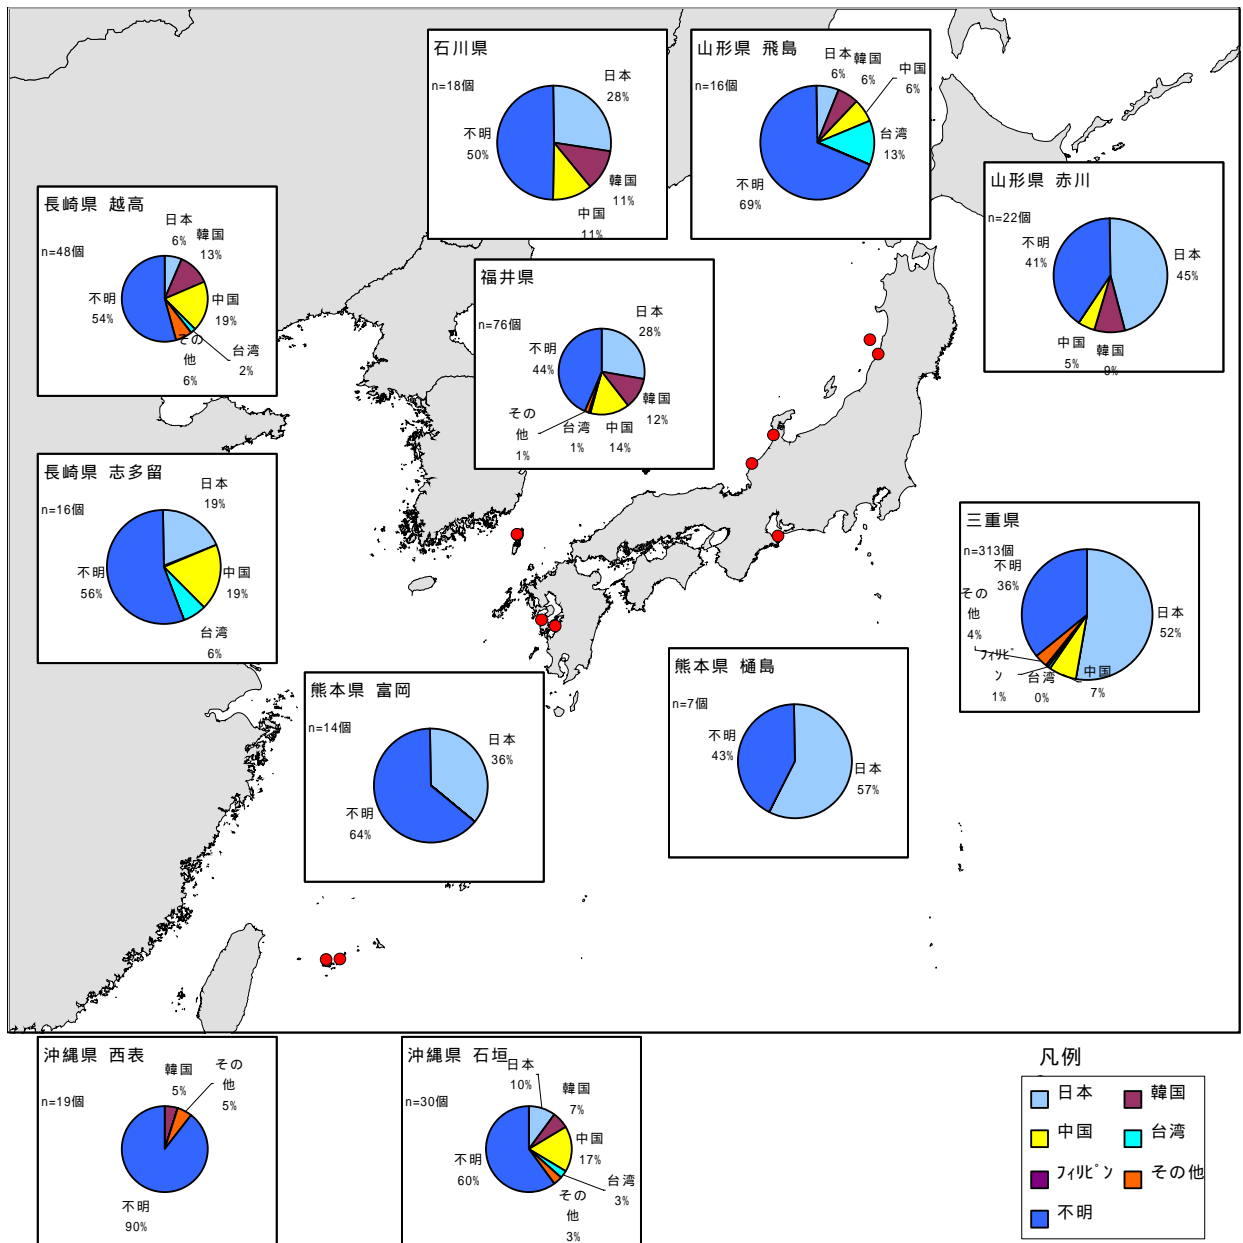 石川県
n=18個
日本
28%
韓国
11%
中国
11%
不明
50%
山形県 飛島
n=16個
日本
6%
韓国
6%
中国
6%
台湾
13%
不明
69%
山形県 赤川
n=22個
日本
45%
韓国
9%
中国
5%
不明
41%
長崎県 越高
n=48個
日本
6%
韓国
13%
中国
19%
台湾
2%
その
他
6%
不明
54%
福井県
n=76個
日本
28%
韓国
12%
中国
14%
台湾
1%
その
他
1%
不明
44%
長崎県 志多留
n=16個
日本
19%
中国
19%
台湾
6%
不明
56%
三重県
n=313個
日本
52%
中国
7%
台湾
0%
フィリピ
ン
1%
その
他
4%
不明
36%
熊本県 富岡
n=14個
日本
36%
不明
64%
熊本県 樋島
n=7個
日本
57%
不明
43%
沖縄県 西表
n=19個
韓国
5%
その
他
5%
不明
90%
沖縄県 石垣
n=30個
日本
10%
韓国
7%
中国
17%
台湾
3%
その
他
3%
不明
60%
凡例
日本
韓国
中国
台湾
フィリピン
その他
不明